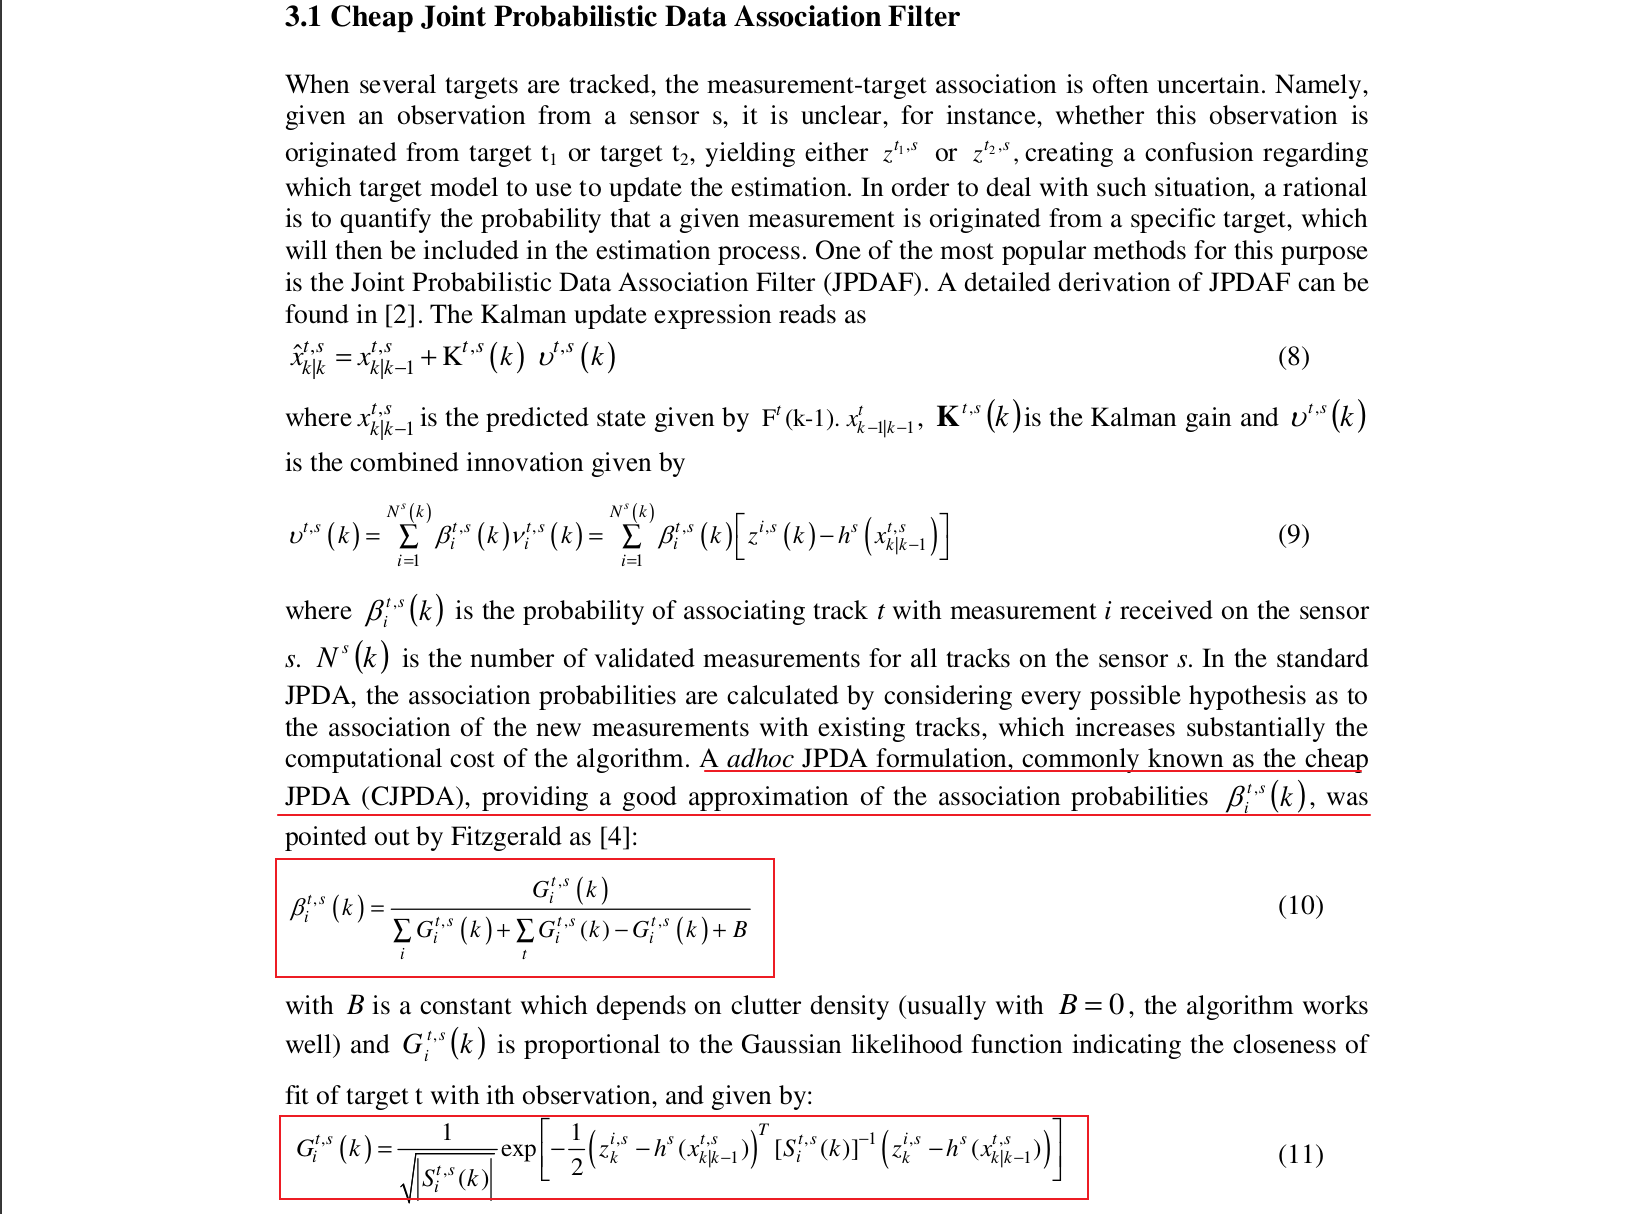 3.1 Cheap Joint Probabilistic Data Association Filter
When several targets are tracked, the measurement-target association is often uncertain. Namely,
given an observation from a sensor s, it is unclear, for instance, whether this observation is
originated from target t₁ or target t₂, yielding either $z^{t_1,s}$ or $z^{t_2,s}$, creating a confusion regarding
which target model to use to update the estimation. In order to deal with such situation, a rational
is to quantify the probability that a given measurement is originated from a specific target, which
will then be included in the estimation process. One of the most popular methods for this purpose
is the Joint Probabilistic Data Association Filter (JPDAF). A detailed derivation of JPDAF can be
found in [2]. The Kalman update expression reads as
$\hat{x}_{k|k}^{t,s} = x_{k|k-1}^{t,s} + \mathrm{K}^{t,s}(k)\ \upsilon^{t,s}(k)$ (8)
where $x_{k|k-1}^{t,s}$ is the predicted state given by $\mathrm{F}^{t}$(k-1). $x_{k-1|k-1}^{t}$, $\mathbf{K}^{t,s}(k)$ is the Kalman gain and $\upsilon^{t,s}(k)$
is the combined innovation given by
$\upsilon^{t,s}(k) = \sum_{i=1}^{N^s(k)} \beta_i^{t,s}(k) \nu_i^{t,s}(k) = \sum_{i=1}^{N^s(k)} \beta_i^{t,s}(k) \left[ z^{i,s}(k) - h^s\left(x_{k|k-1}^{t,s}\right) \right]$ (9)
where $\beta_i^{t,s}(k)$ is the probability of associating track t with measurement i received on the sensor
s. $N^s(k)$ is the number of validated measurements for all tracks on the sensor s. In the standard
JPDA, the association probabilities are calculated by considering every possible hypothesis as to
the association of the new measurements with existing tracks, which increases substantially the
computational cost of the algorithm. A adhoc JPDA formulation, commonly known as the cheap
JPDA (CJPDA), providing a good approximation of the association probabilities $\beta_i^{t,s}(k)$, was
pointed out by Fitzgerald as [4]:
$\beta_i^{t,s}(k) = \frac{G_i^{t,s}(k)}{\sum_i G_i^{t,s}(k) + \sum_t G_i^{t,s}(k) - G_i^{t,s}(k) + B}$ (10)
with $B$ is a constant which depends on clutter density (usually with $B = 0$, the algorithm works
well) and $G_i^{t,s}(k)$ is proportional to the Gaussian likelihood function indicating the closeness of
fit of target t with ith observation, and given by:
$G_i^{t,s}(k) = \frac{1}{\sqrt{\left|S_i^{t,s}(k)\right|}} \exp\left[ -\frac{1}{2} \left( z_k^{i,s} - h^s(x_{k|k-1}^{t,s}) \right)^T [S_i^{t,s}(k)]^{-1} \left( z_k^{i,s} - h^s(x_{k|k-1}^{t,s}) \right) \right]$ (11)